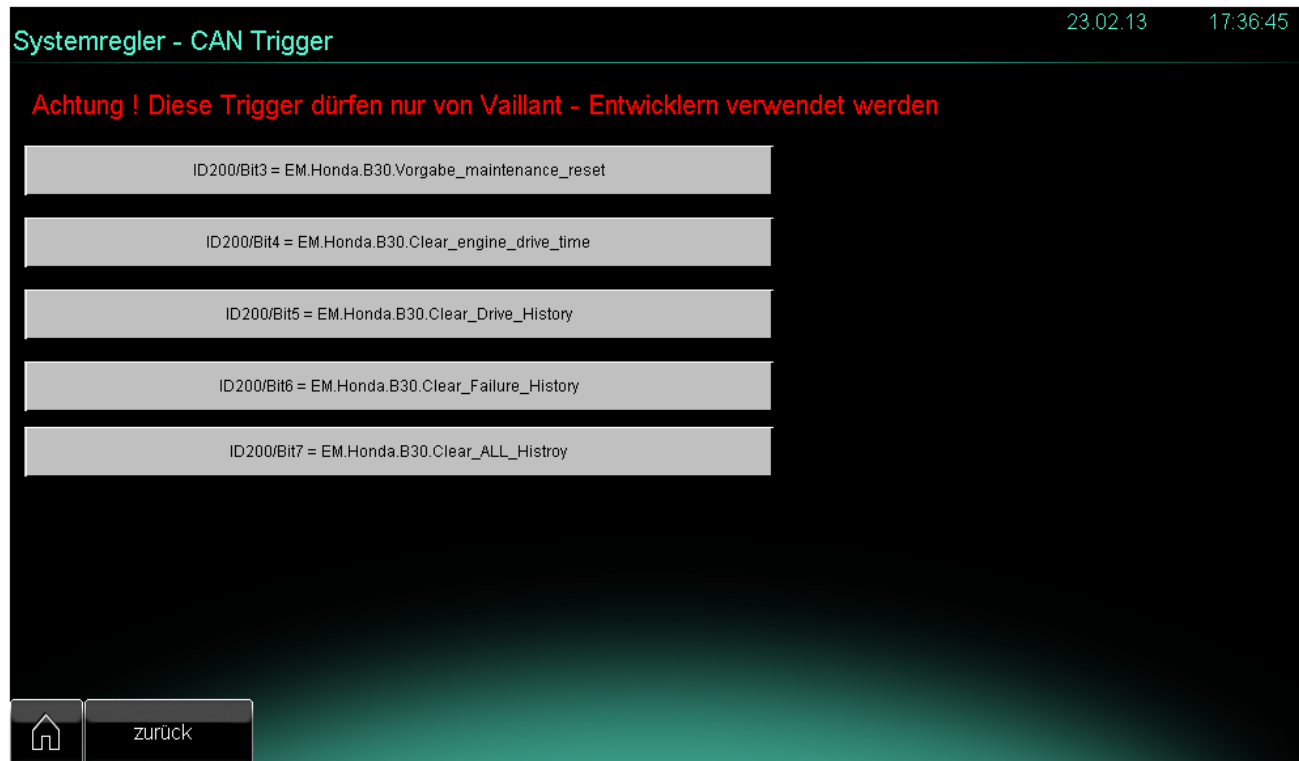 Systemregler - CAN Trigger
23.02.13 17:36:45
Achtung ! Diese Trigger dürfen nur von Vaillant - Entwicklern verwendet werden
ID200/Bit3 = EM.Honda.B30.Vorgabe_maintenance_reset
ID200/Bit4 = EM.Honda.B30.Clear_engine_drive_time
ID200/Bit5 = EM.Honda.B30.Clear_Drive_History
ID200/Bit6 = EM.Honda.B30.Clear_Failure_History
ID200/Bit7 = EM.Honda.B30.Clear_ALL_Histroy
zurück